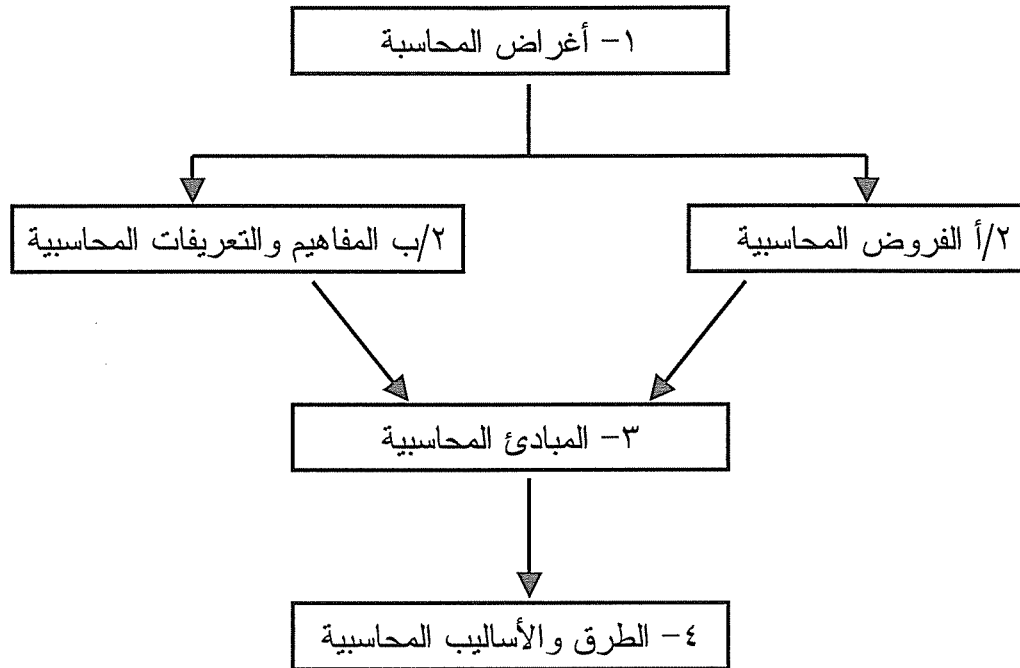 ١- أغراض المحاسبة
٢/أ الفروض المحاسبية
٢/ب المفاهيم والتعريفات المحاسبية
٣- المبادئ المحاسبية
٤- الطرق والأساليب المحاسبية